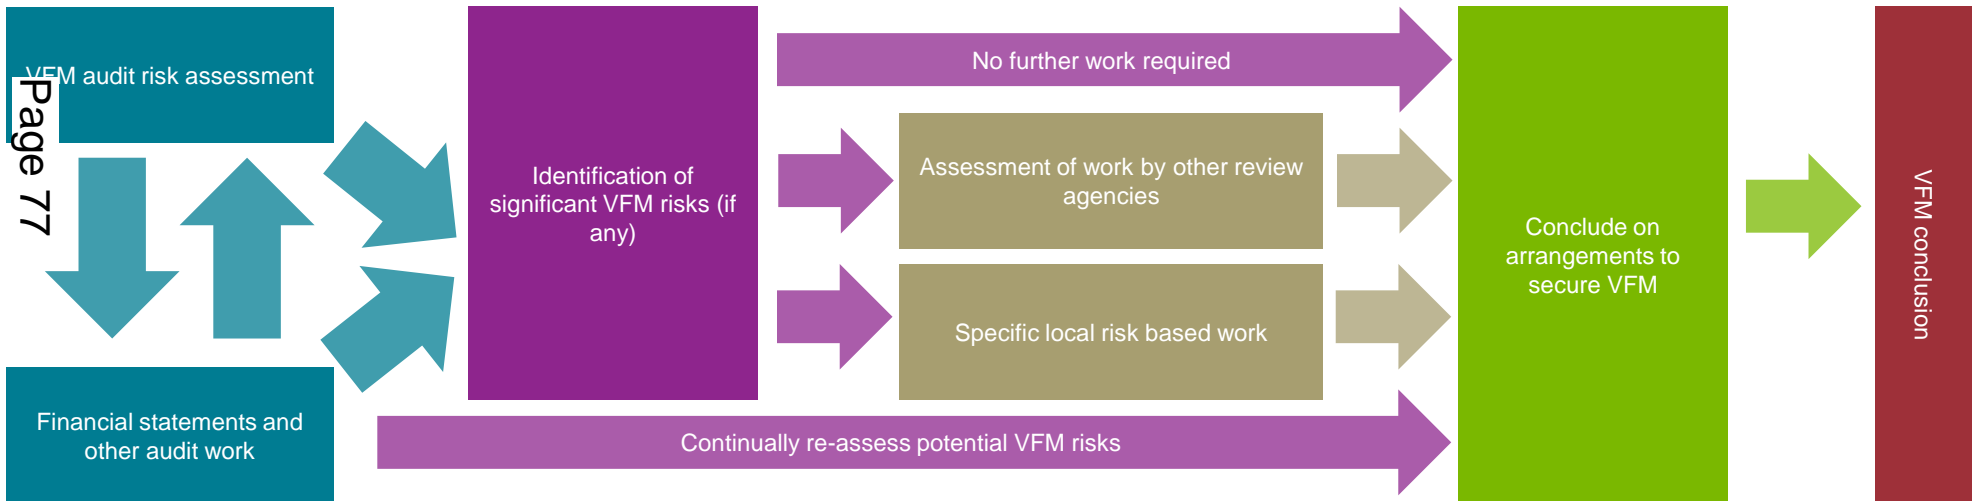 VFM audit risk assessment
Page 77
Financial statements and
other audit work
Identification of
significant VFM risks (if
any)
No further work required
Assessment of work by other review
agencies
Specific local risk based work
Continually re-assess potential VFM risks
Conclude on
arrangements to
secure VFM
VFM conclusion